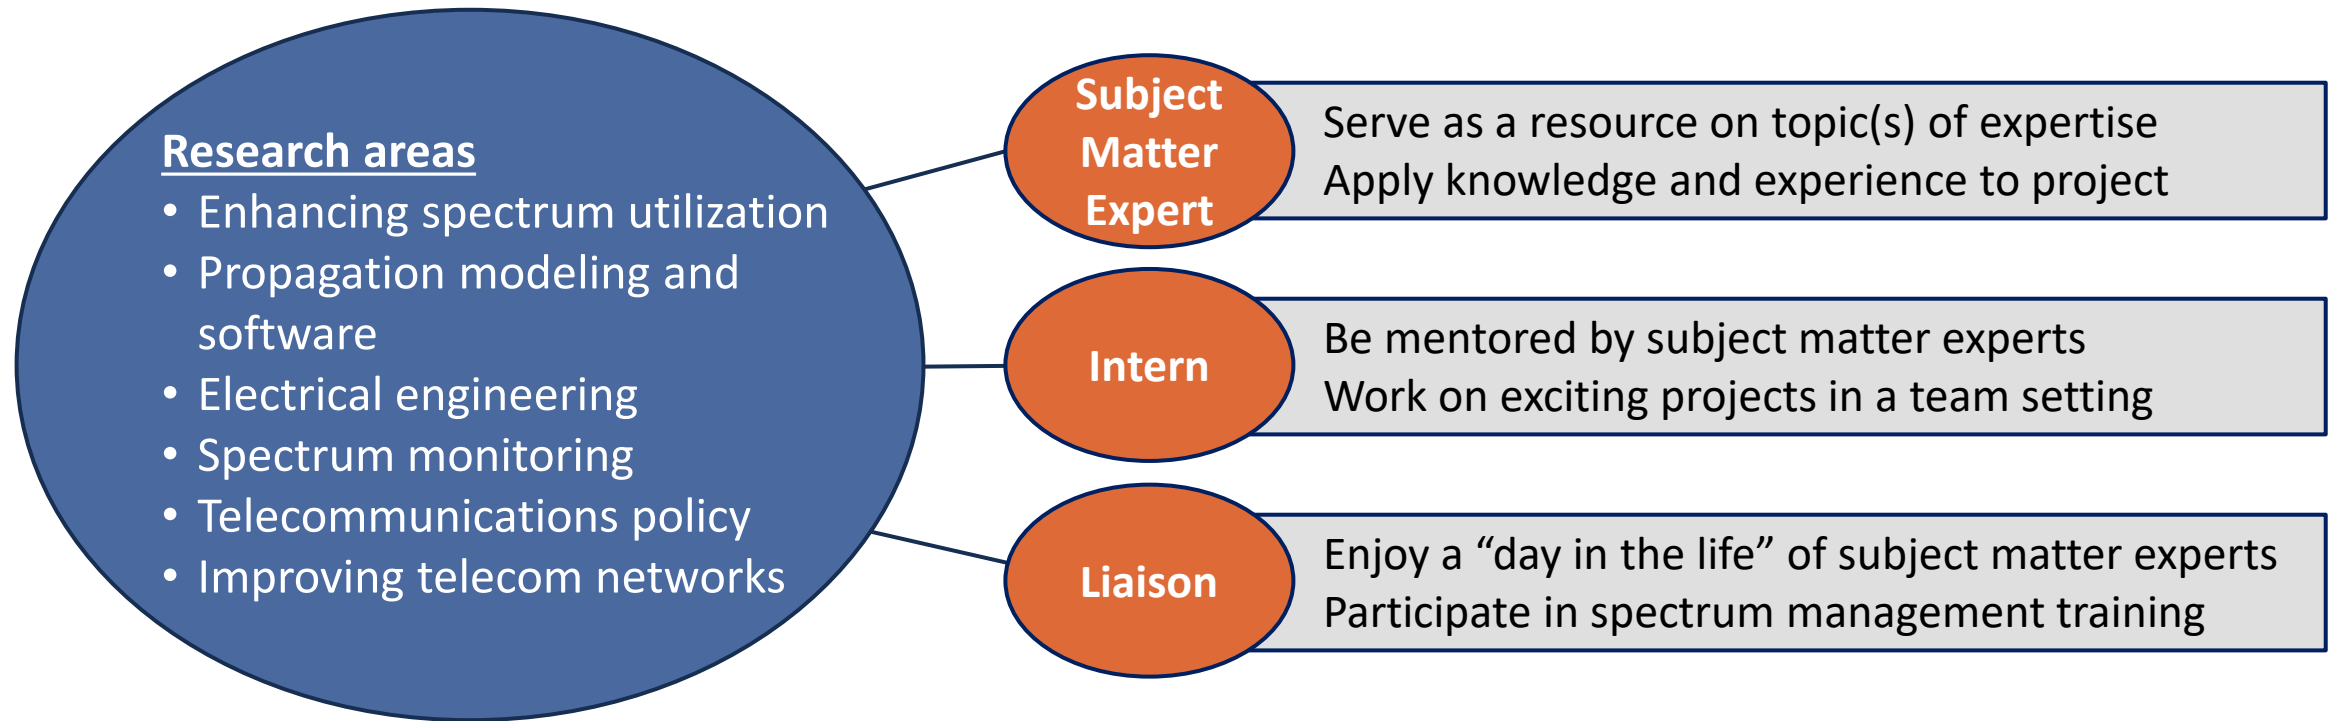 Research areas
• Enhancing spectrum utilization
• Propagation modeling and
software
• Electrical engineering
• Spectrum monitoring
• Telecommunications policy
• Improving telecom networks
Subject
Matter
Expert
Serve as a resource on topic(s) of expertise
Apply knowledge and experience to project
Intern
Be mentored by subject matter experts
Work on exciting projects in a team setting
Liaison
Enjoy a “day in the life” of subject matter experts
Participate in spectrum management training